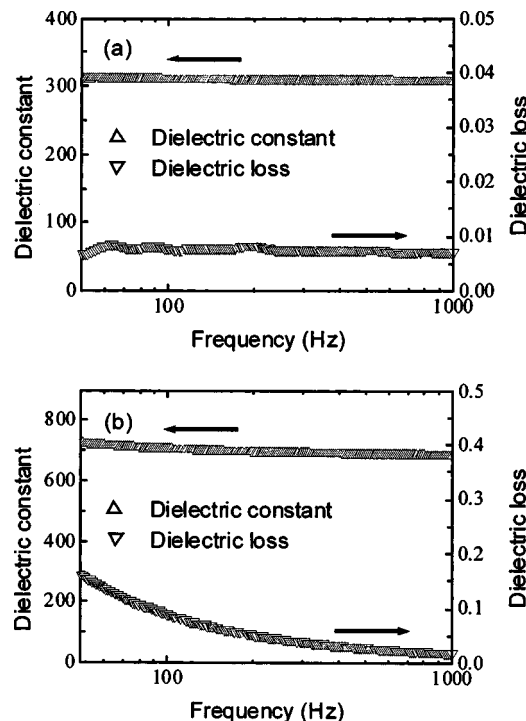 (a)
400
300
200
100
0
Dielectric constant
0.05
0.04
0.03
0.02
0.01
0.00
Dielectric loss
△ Dielectric constant
▽ Dielectric loss
100
1000
Frequency (Hz)
(b)
800
600
400
200
0
Dielectric constant
0.5
0.4
0.3
0.2
0.1
0.0
Dielectric loss
△ Dielectric constant
▽ Dielectric loss
100
1000
Frequency (Hz)